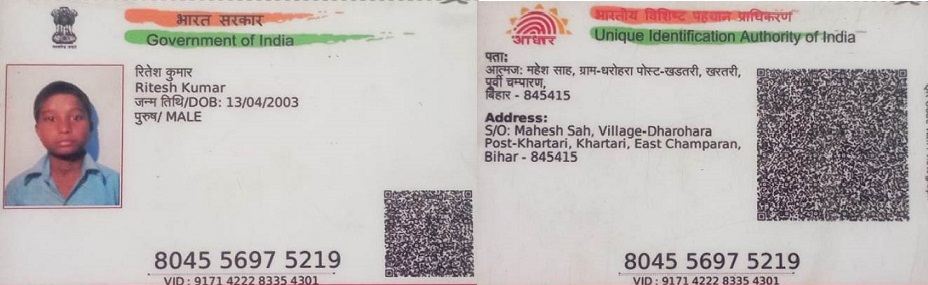 भारत सरकार
Government of India
रितेश कुमार
Ritesh Kumar
जन्म तिथि/DOB: 13/04/2003
पुरुष/ MALE
8045 5697 5219
VID : 9171 4222 8335 4301
आधार
भारतीय विशिष्ट पहचान प्राधिकरण
Unique Identification Authority of India
पता:
आत्मज: महेश साह, ग्राम-धरोहरा पोस्ट-खडतरी, खरतरी,
पूर्वी चम्पारण,
बिहार - 845415
Address:
S/O: Mahesh Sah, Village-Dharohara
Post-Khartari, Khartari, East Champaran,
Bihar - 845415
8045 5697 5219
VID : 9171 4222 8335 4301